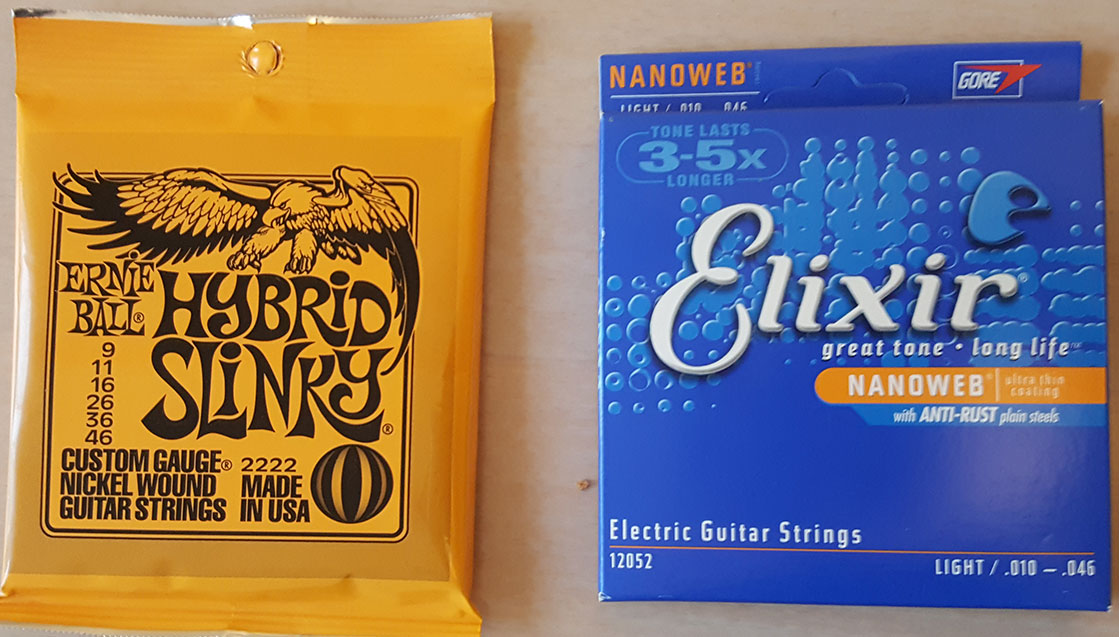 ERNIE
BALL®
HYBRID
SLINKY®
9
11
16
26
36
46
CUSTOM GAUGE® 2222
NICKEL WOUND MADE
GUITAR STRINGS IN USA
NANOWEB®
GORE
LIGHT / .010 .046
TONE LASTS
3-5x
LONGER
e
Elixir®
great tone • long life™
NANOWEB® ultra thin
coating
with ANTI-RUST plain steels
Electric Guitar Strings
12052
LIGHT / .010 – .046